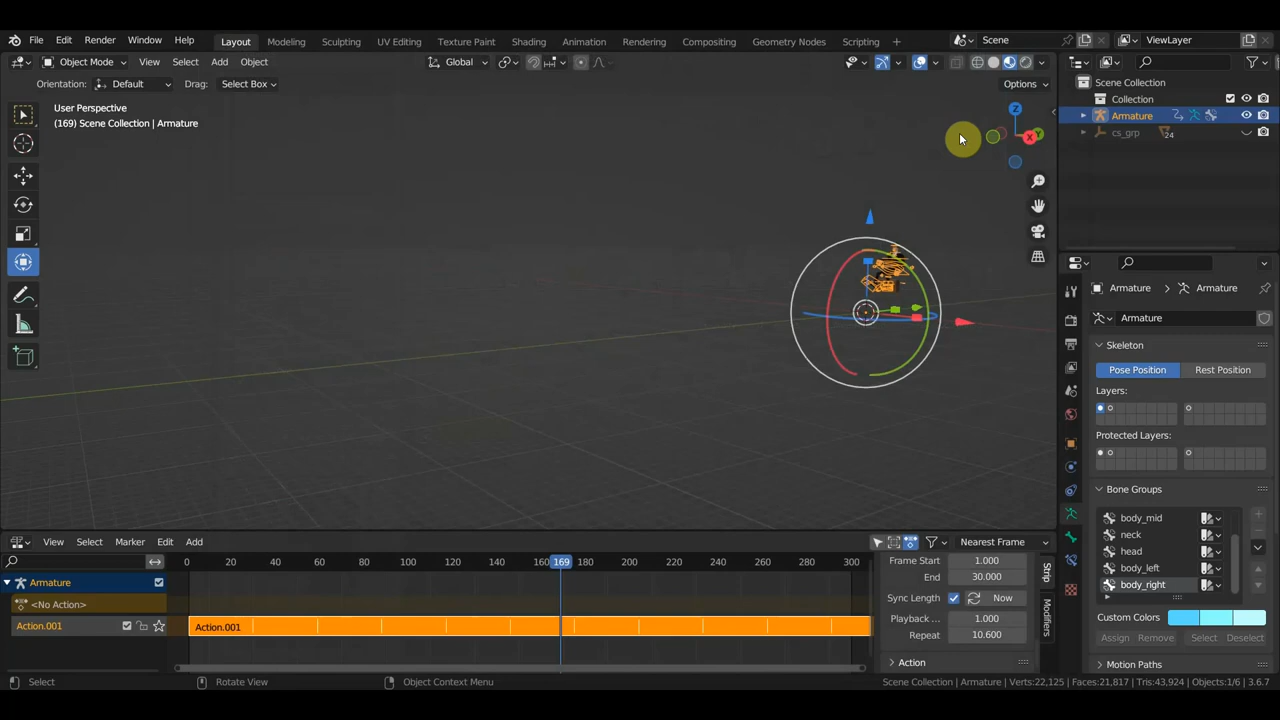 File Edit Render Window Help Layout Modeling Sculpting UV Editing Texture Paint Shading Animation Rendering Compositing Geometry Nodes Scripting + Scene ViewLayer
Object Mode View Select Add Object Global
Orientation: Default Drag: Select Box Options
User Perspective
(169) Scene Collection | Armature
Z
X
Y
Scene Collection
Collection
Armature
cs_grp 24
Armature > Armature
Armature
Skeleton
Pose Position Rest Position
Layers:
Protected Layers:
Bone Groups
body_mid
neck
head
body_left
body_right
Custom Colors
Assign Remove Select Deselect
Motion Paths
View Select Marker Edit Add Nearest Frame
0 20 40 60 80 100 120 140 160 169 180 200 220 240 260 280 300
Armature
<No Action>
Action.001 Action.001
Frame Start 1.000
End 30.000
Sync Length Now
Playback ... 1.000
Repeat 10.600
Action
Strip
Modifiers
Select Rotate View Object Context Menu Scene Collection | Armature | Verts:22,125 | Faces:21,817 | Tris:43,924 | Objects:1/6 | 3.6.7